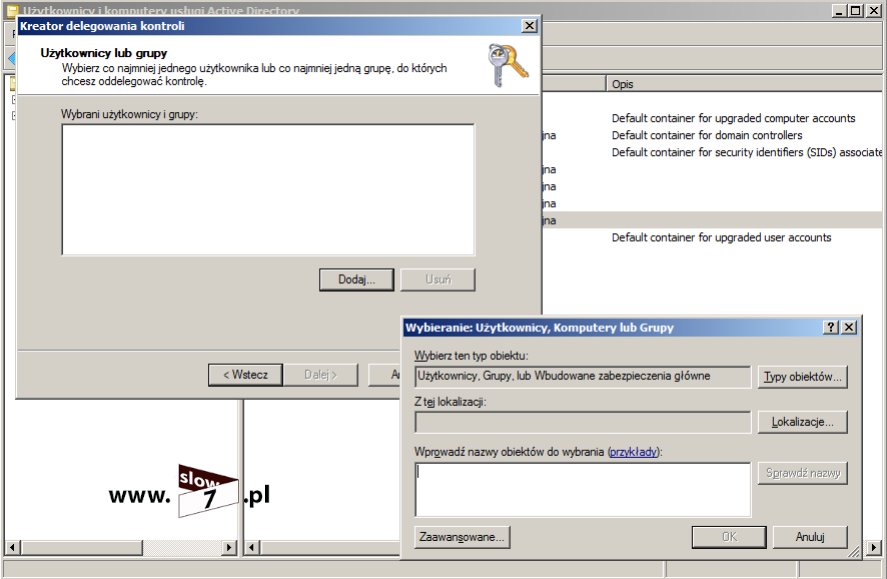 Użytkownicy i komputery usługi Active Directory
Kreator delegowania kontroli
Użytkownicy lub grupy
Wybierz co najmniej jednego użytkownika lub co najmniej jedną grupę, do których
chcesz oddelegować kontrolę.
Wybrani użytkownicy i grupy:
Dodaj...
Usuń
< Wstecz
Dalej >
Opis
Default container for upgraded computer accounts
jna
Default container for domain controllers
Default container for security identifiers (SIDs) associate
jna
jna
jna
jna
Default container for upgraded user accounts
Wybieranie: Użytkownicy, Komputery lub Grupy
Wybierz ten typ obiektu:
Użytkownicy, Grupy, lub Wbudowane zabezpieczenia główne
Typy obiektów...
Z tej lokalizacji:
Lokalizacje...
Wprowadź nazwy obiektów do wybrania (przykłady):
Sprawdź nazwy
Zaawansowane...
OK
Anuluj
www. slow 7 .pl